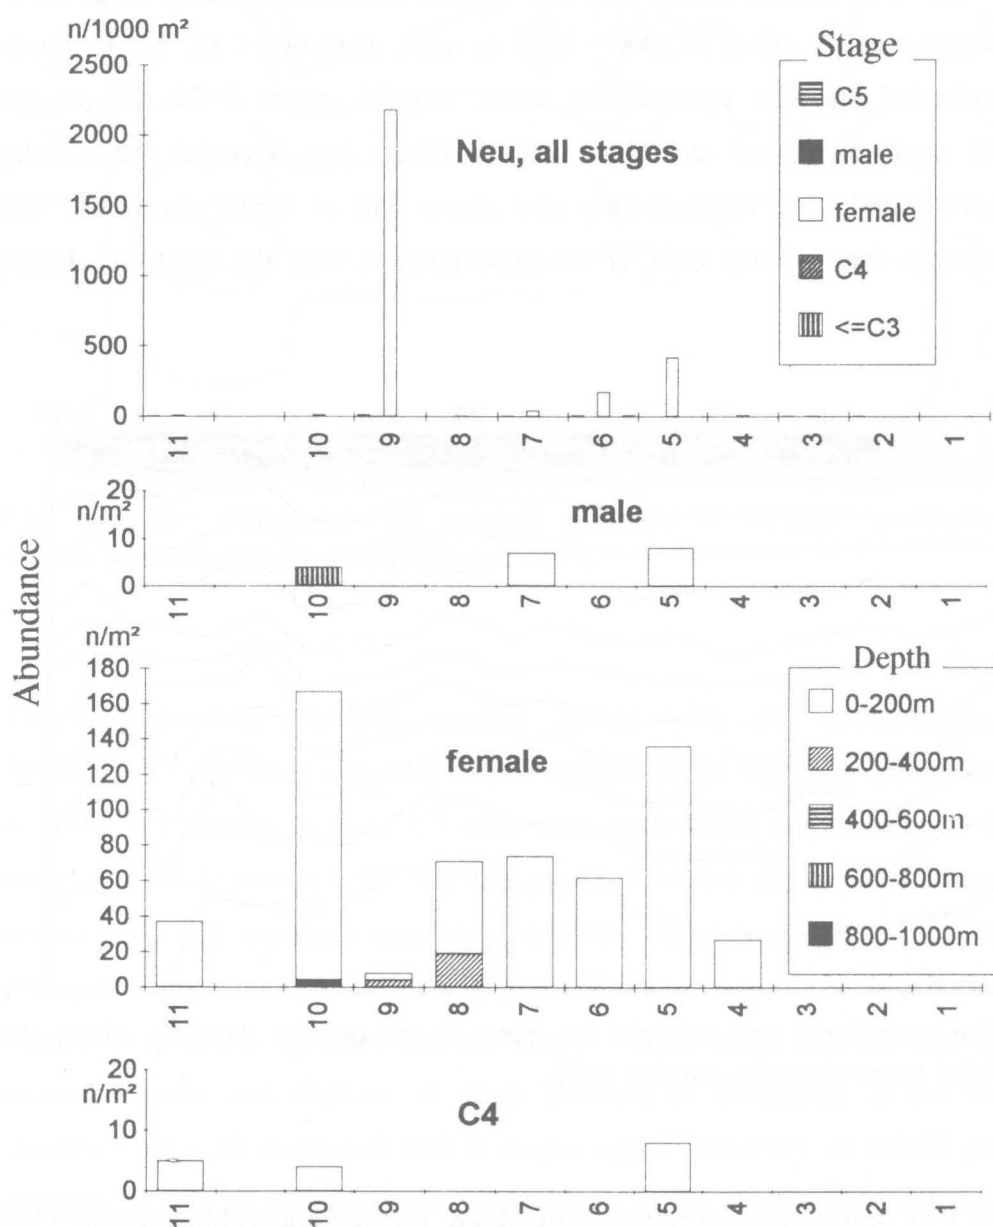 n/1000 m²
2500
2000
1500
1000
500
0
Neu, all stages
Stage
C5
male
female
C4
<=C3
11 10 9 8 7 6 5 4 3 2 1
Abundance
n/m²
20
10
0
male
11 10 9 8 7 6 5 4 3 2 1
n/m²
180
160
140
120
100
80
60
40
20
0
female
Depth
0-200m
200-400m
400-600m
600-800m
800-1000m
11 10 9 8 7 6 5 4 3 2 1
20
n/m²
10
0
C4
11 10 9 8 7 6 5 4 3 2 1